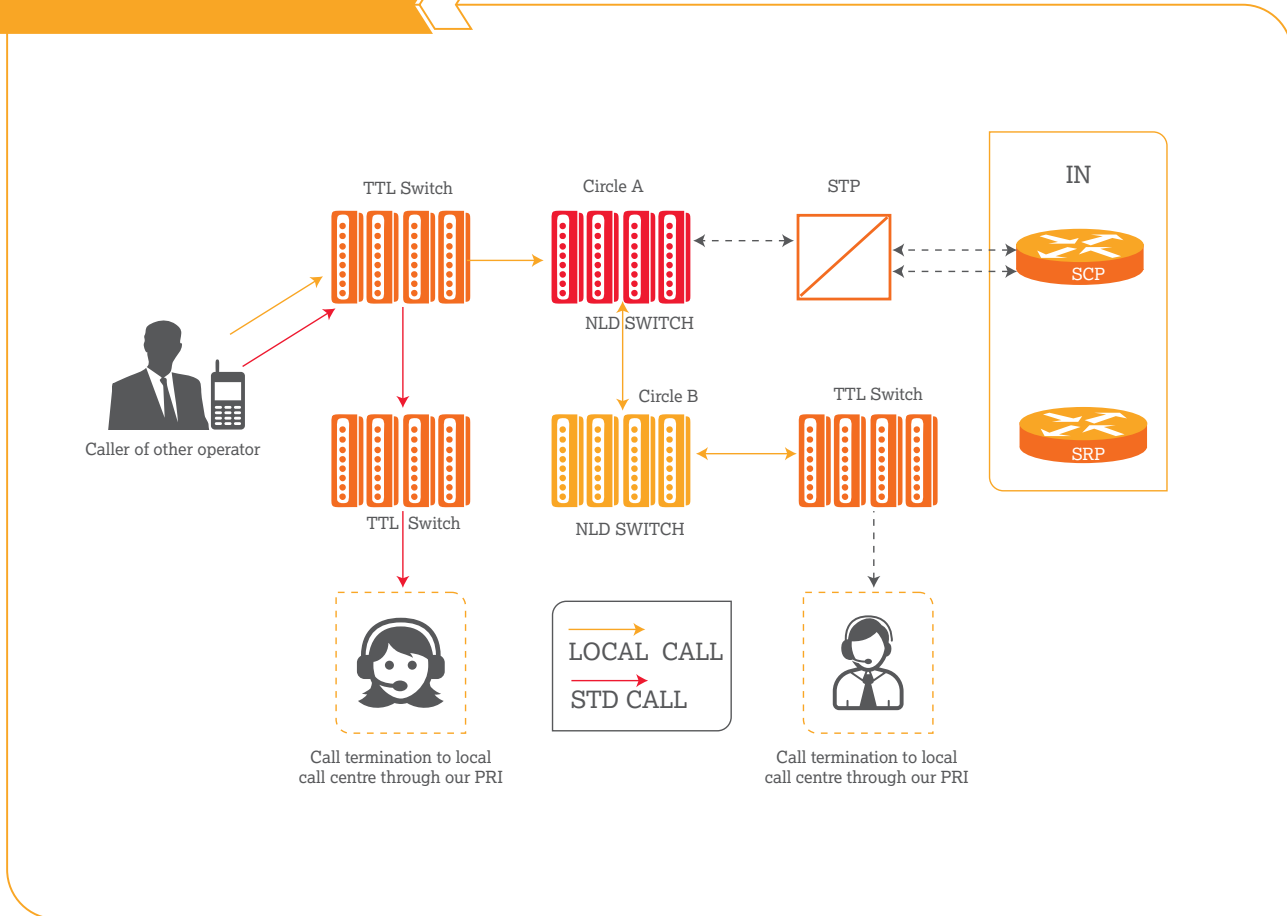 TTL Switch
Circle A
STP
IN
SCP
NLD SWITCH
Circle B
TTL Switch
Caller of other operator
SRP
TTL Switch
NLD SWITCH
LOCAL CALL
STD CALL
Call termination to local
call centre through our PRI
Call termination to local
call centre through our PRI